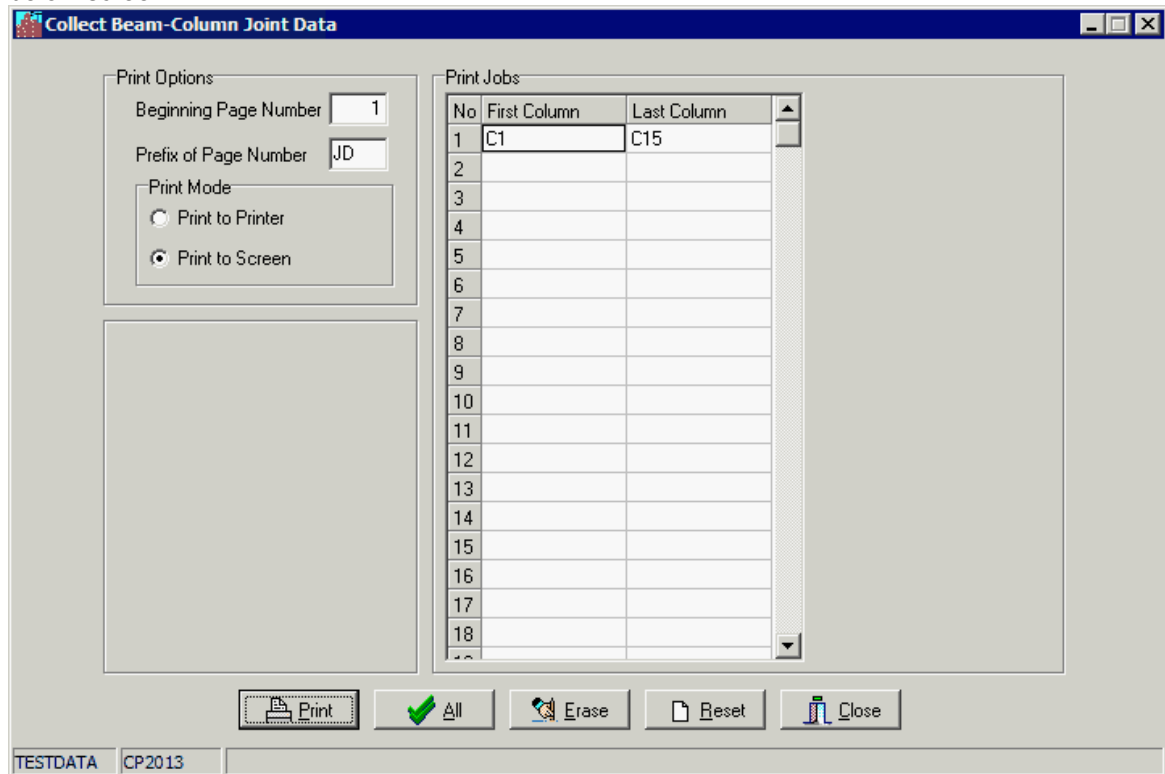 Collect Beam-Column Joint Data
Print Options
Beginning Page Number 1
Prefix of Page Number JD
Print Mode
Print to Printer
Print to Screen
Print Jobs
No First Column Last Column
1 C1 C15
2
3
4
5
6
7
8
9
10
11
12
13
14
15
16
17
18
Print All Erase Reset Close
TESTDATA CP2013